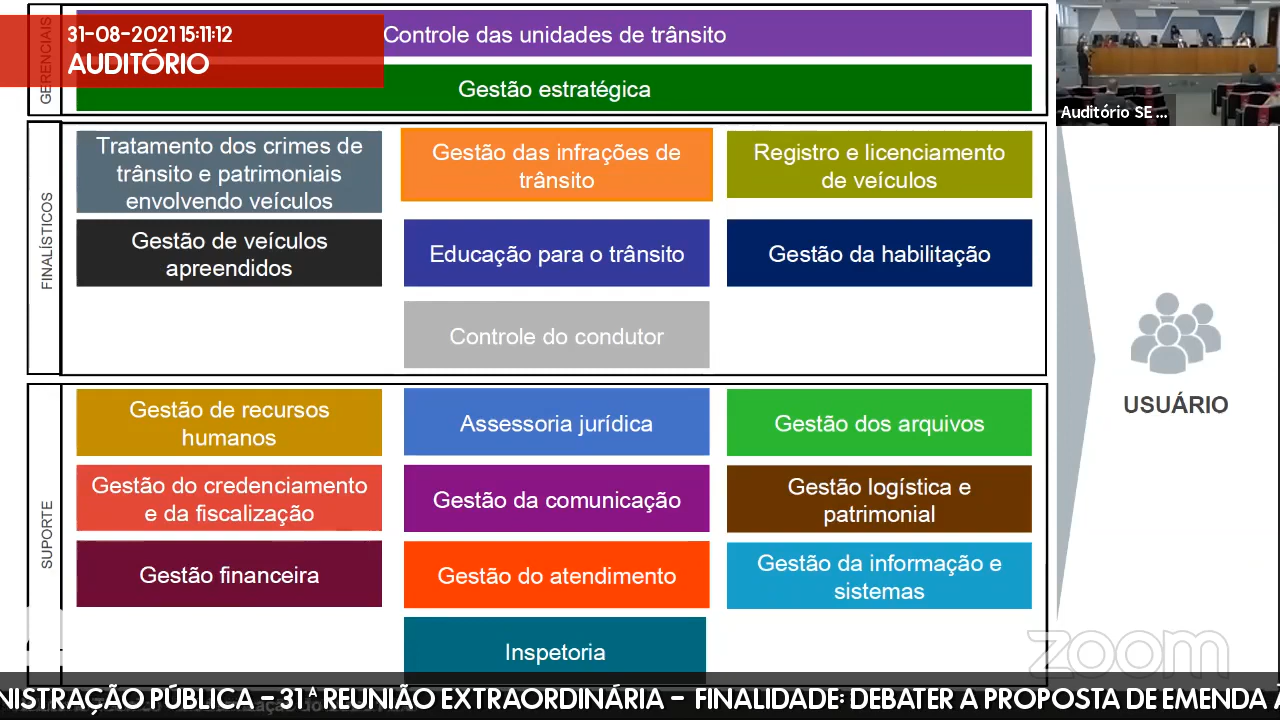 31-08-2021 15:11:12
AUDITÓRIO
GERENCIAIS
Controle das unidades de trânsito
Gestão estratégica
Auditório SE ...
FINALÍSTICOS
Tratamento dos crimes de
trânsito e patrimoniais
envolvendo veículos
Gestão das infrações de
trânsito
Registro e licenciamento
de veículos
Gestão de veículos
apreendidos
Educação para o trânsito
Gestão da habilitação
Controle do condutor
USUÁRIO
SUPORTE
Gestão de recursos
humanos
Assessoria jurídica
Gestão dos arquivos
Gestão do credenciamento
e da fiscalização
Gestão da comunicação
Gestão logística e
patrimonial
Gestão financeira
Gestão do atendimento
Gestão da informação e
sistemas
Inspetoria
zoom
NISTRAÇÃO PÚBLICA - 31ª REUNIÃO EXTRAORDINÁRIA - FINALIDADE: DEBATER A PROPOSTA DE EMENDA À